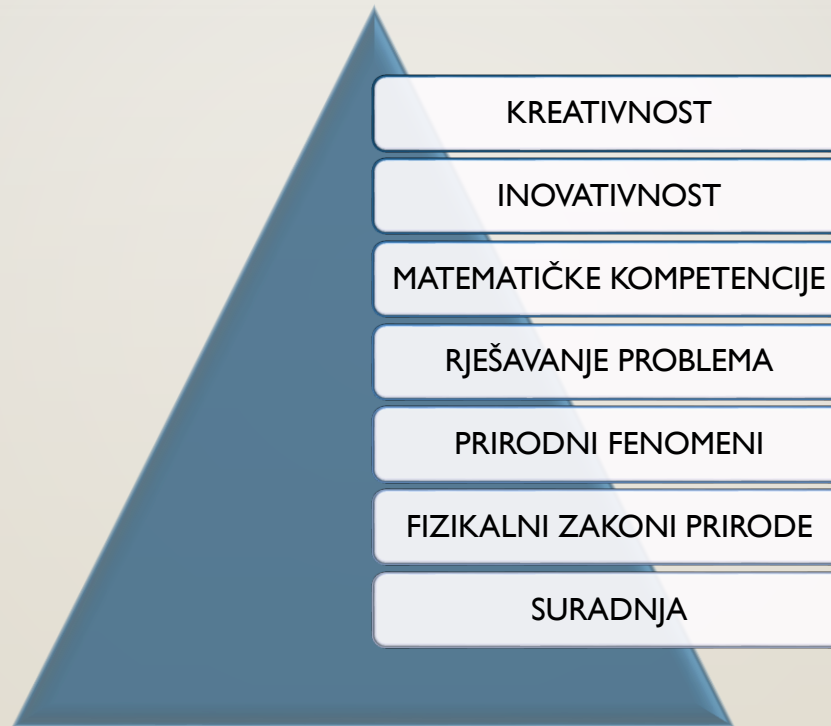 KREATIVNOST
INOVATIVNOST
MATEMATIČKE KOMPETENCIJE
RJEŠAVANJE PROBLEMA
PRIRODNI FENOMENI
FIZIKALNI ZAKONI PRIRODE
SURADNJA